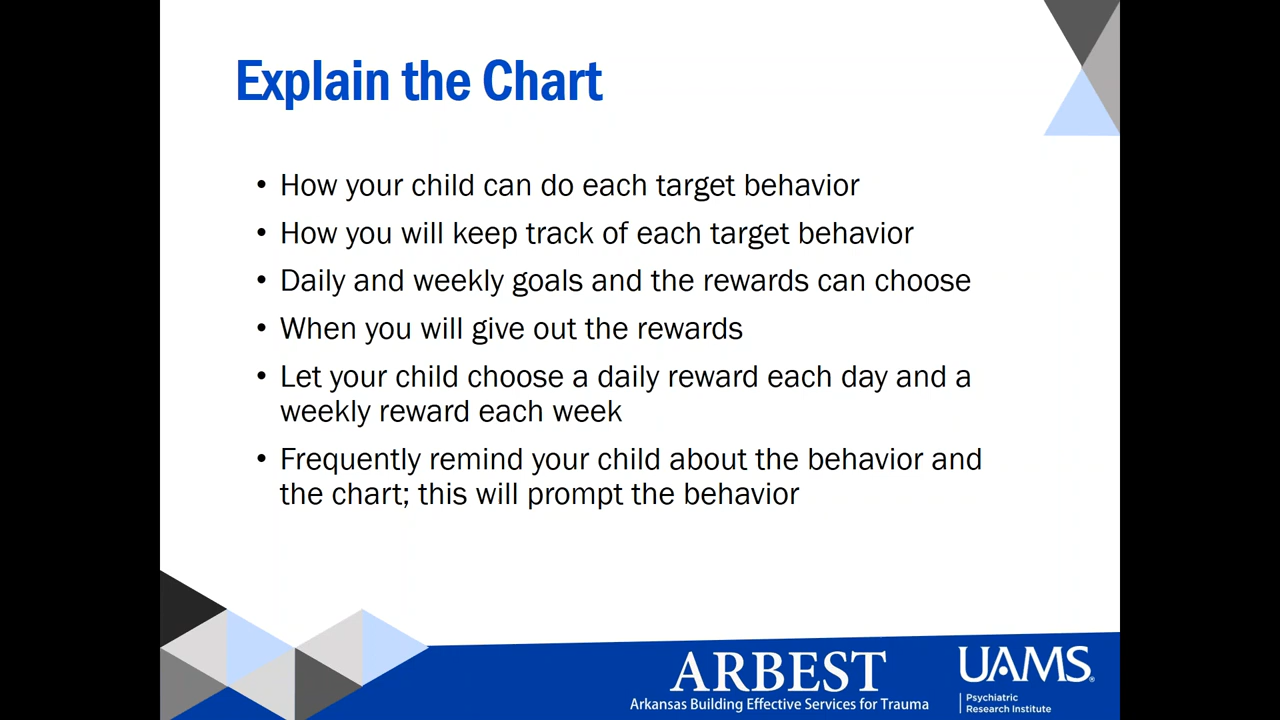 Explain the Chart
• How your child can do each target behavior
• How you will keep track of each target behavior
• Daily and weekly goals and the rewards can choose
• When you will give out the rewards
• Let your child choose a daily reward each day and a
weekly reward each week
• Frequently remind your child about the behavior and
the chart; this will prompt the behavior
ARBEST
Arkansas Building Effective Services for Trauma
UAMS®
Psychiatric
Research Institute